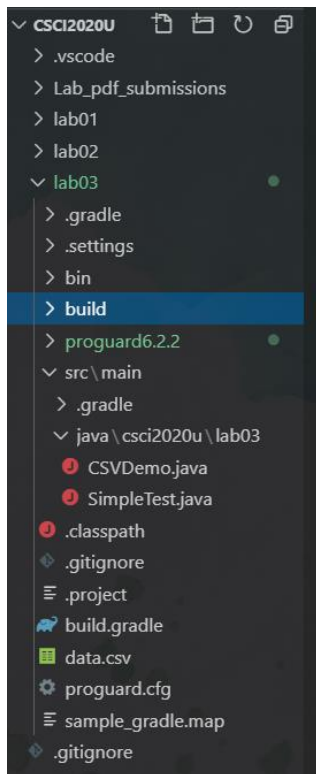 CSCI2020U
.vscode
Lab_pdf_submissions
lab01
lab02
lab03
.gradle
.settings
bin
build
proguard6.2.2
src\main
.gradle
java\csci2020u\lab03
J CSVDemo.java
J SimpleTest.java
J .classpath
.gitignore
.project
build.gradle
data.csv
proguard.cfg
sample_gradle.map
.gitignore